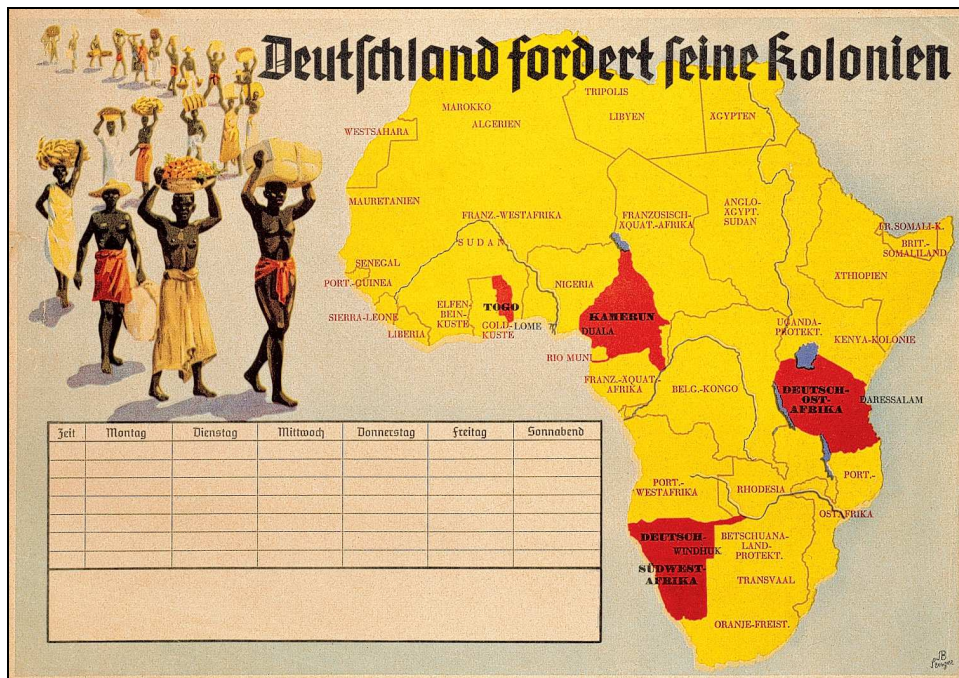 Deutschland fordert seine Kolonien
TRIPOLIS
MAROKKO
ALGERIEN
LIBYEN
ÄGYPTEN
WESTSAHARA
MAURETANIEN
FRANZ.-WESTAFRIKA
FRANZÖSISCH-
ÄQUAT.-AFRIKA
ANGLO-
ÄGYPT.
SUDAN
FR. SOMALI-K.
BRIT.-
SOMALILAND
SUDAN
SENEGAL
PORT.-GUINEA
ÄTHIOPIEN
NIGERIA
ELFEN-
BEIN-
KÜSTE
TOGO
GOLD-
KÜSTE
LOME
SIERRA-LEONE
LIBERIA
KAMERUN
DUALA
UGANDA-
PROTEKT.
KENYA-KOLONIE
RIO MUNI
FRANZ.-ÄQUAT.-
AFRIKA
BELG.-KONGO
DEUTSCH-
OST-
AFRIKA
DARESSALAM
Zeit Montag Dienstag Mittwoch Donnerstag Freitag Sonnabend
PORT.-
WESTAFRIKA
RHODESIA
PORT.-
OSTAFRIKA
DEUTSCH-
WINDHUK
SÜDWEST-
AFRIKA
BETSCHUANA-
LAND-
PROTEKT.
TRANSVAAL
ORANJE-FREIST.